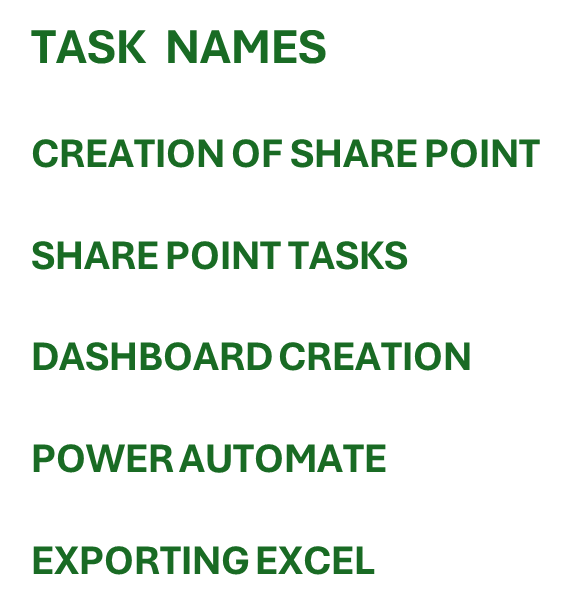 TASK NAMES
CREATION OF SHARE POINT
SHARE POINT TASKS
DASHBOARD CREATION
POWER AUTOMATE
EXPORTING EXCEL